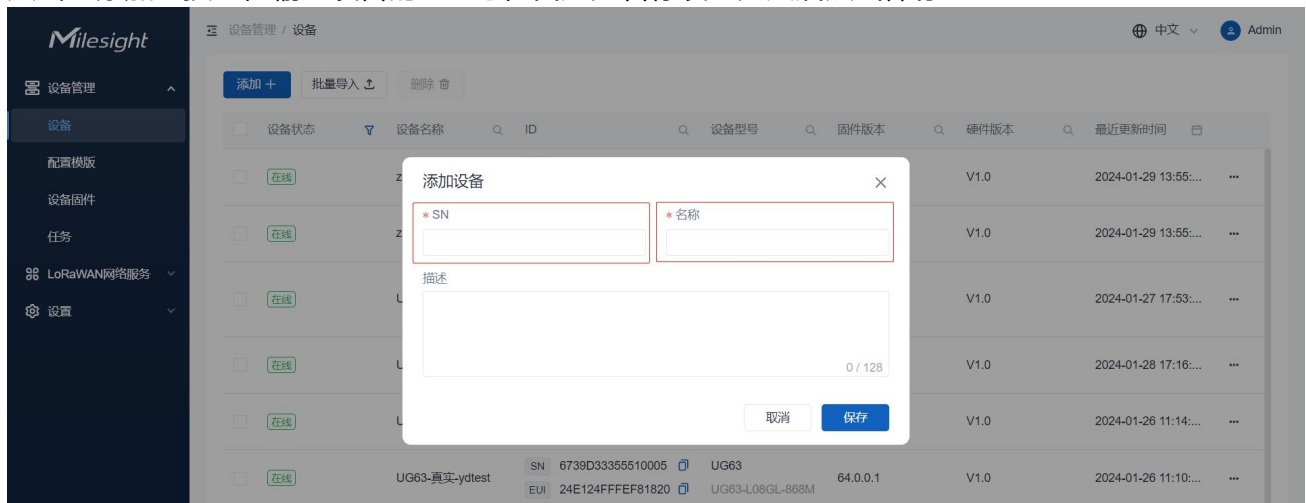 Milesight
设备管理 / 设备
中文
Admin
设备管理
设备
配置模版
设备固件
任务
LoRaWAN网络服务
设置
添加 +
批量导入
删除
设备状态
设备名称
ID
设备型号
固件版本
硬件版本
最近更新时间
在线
z
V1.0
2024-01-29 13:55:...
在线
z
V1.0
2024-01-29 13:55:...
在线
V1.0
2024-01-27 17:53:...
在线
V1.0
2024-01-28 17:16:...
在线
V1.0
2024-01-26 11:14:...
在线
UG63-真实-ydtest
SN 6739D33355510005
EUI 24E124FFFEF81820
UG63
UG63-L08GL-868M
64.0.0.1
V1.0
2024-01-26 11:10:...
添加设备
* SN
* 名称
描述
0 / 128
取消
保存